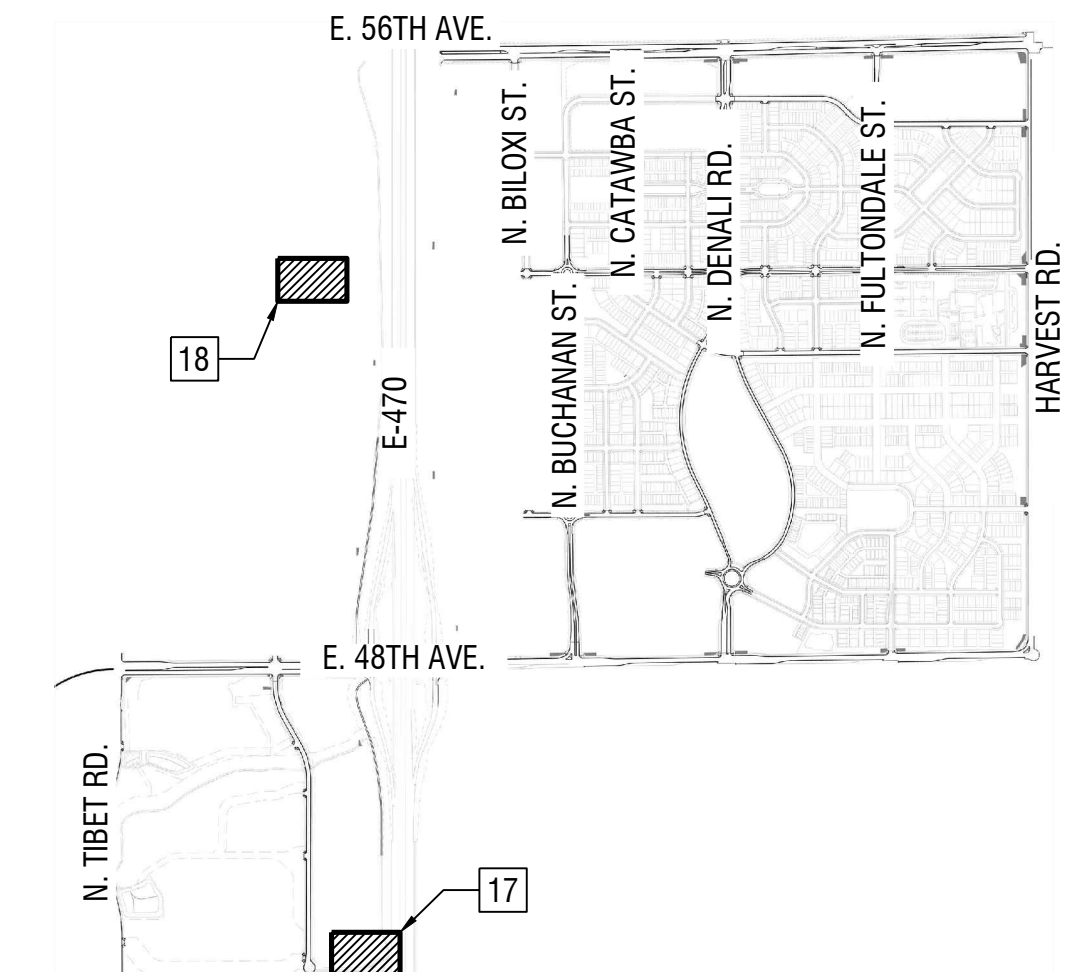 E. 56TH AVE.
N. BILOXI ST.
N. CATAWBA ST.
N. DENALI RD.
N. FULTONDALE ST.
HARVEST RD.
18
E-470
N. BUCHANAN ST.
E. 48TH AVE.
N. TIBET RD.
17